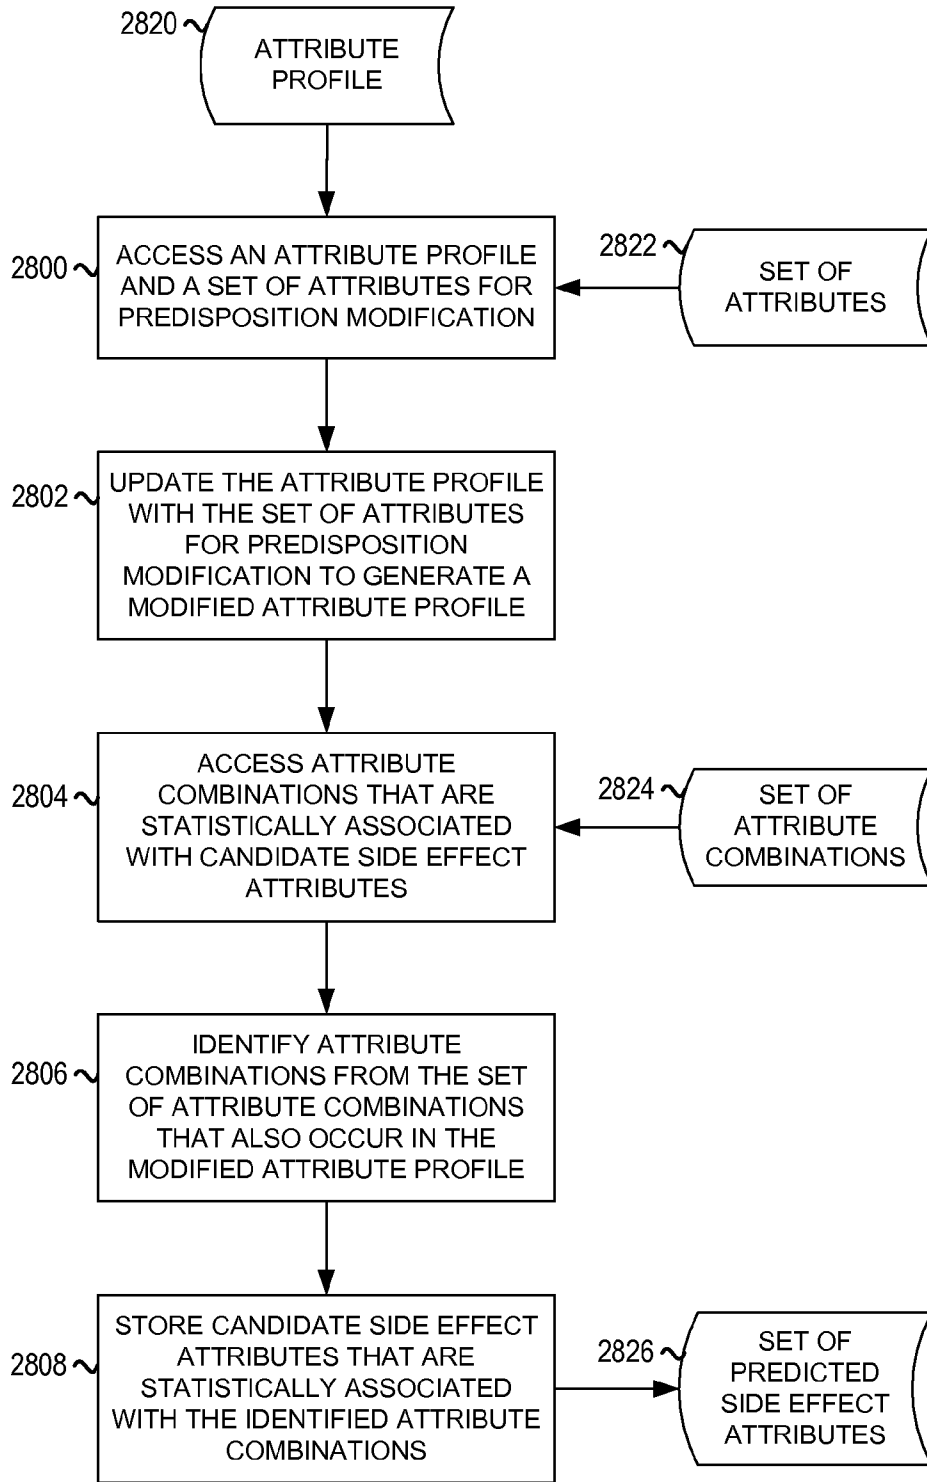 2820
ATTRIBUTE
PROFILE
2800
ACCESS AN ATTRIBUTE PROFILE
AND A SET OF ATTRIBUTES FOR
PREDISPOSITION MODIFICATION
2822
SET OF
ATTRIBUTES
2802
UPDATE THE ATTRIBUTE PROFILE
WITH THE SET OF ATTRIBUTES
FOR PREDISPOSITION
MODIFICATION TO GENERATE A
MODIFIED ATTRIBUTE PROFILE
2804
ACCESS ATTRIBUTE
COMBINATIONS THAT ARE
STATISTICALLY ASSOCIATED
WITH CANDIDATE SIDE EFFECT
ATTRIBUTES
2824
SET OF
ATTRIBUTE
COMBINATIONS
2806
IDENTIFY ATTRIBUTE
COMBINATIONS FROM THE SET
OF ATTRIBUTE COMBINATIONS
THAT ALSO OCCUR IN THE
MODIFIED ATTRIBUTE PROFILE
2808
STORE CANDIDATE SIDE EFFECT
ATTRIBUTES THAT ARE
STATISTICALLY ASSOCIATED
WITH THE IDENTIFIED ATTRIBUTE
COMBINATIONS
2826
SET OF
PREDICTED
SIDE EFFECT
ATTRIBUTES